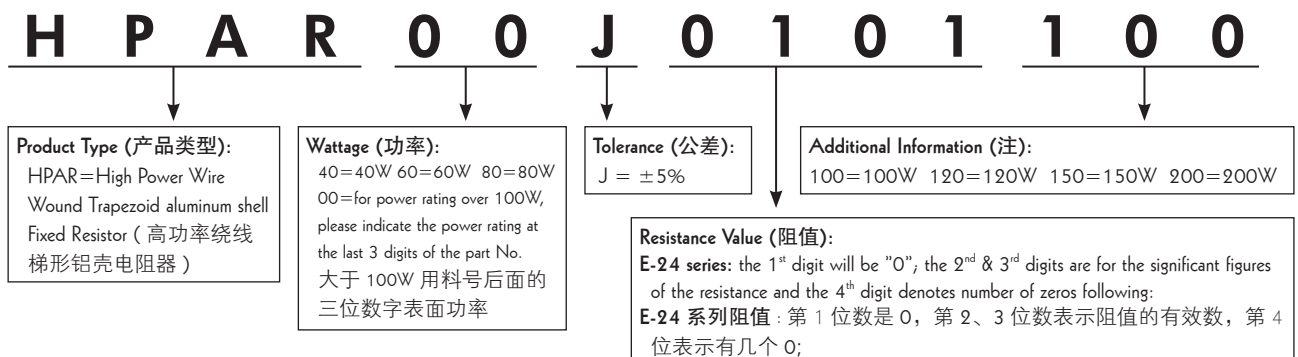 H P A R 0 0 J 0 1 0 1 1 0 0
Product Type (产品类型):
HPAR=High Power Wire
Wound Trapezoid aluminum shell
Fixed Resistor ( 高功率绕线
梯形铝壳电阻器 )
Wattage (功率):
40=40W 60=60W 80=80W
00=for power rating over 100W,
please indicate the power rating at
the last 3 digits of the part No.
大于 100W 用料号后面的
三位数字表面功率
Tolerance (公差):
J = ±5%
Additional Information (注):
100=100W 120=120W 150=150W 200=200W
Resistance Value (阻值):
E-24 series: the 1st digit will be "0"; the 2nd & 3rd digits are for the significant figures
of the resistance and the 4th digit denotes number of zeros following:
E-24 系列阻值 : 第 1 位数是 0，第 2、3 位数表示阻值的有效数，第 4
位表示有几个 0;